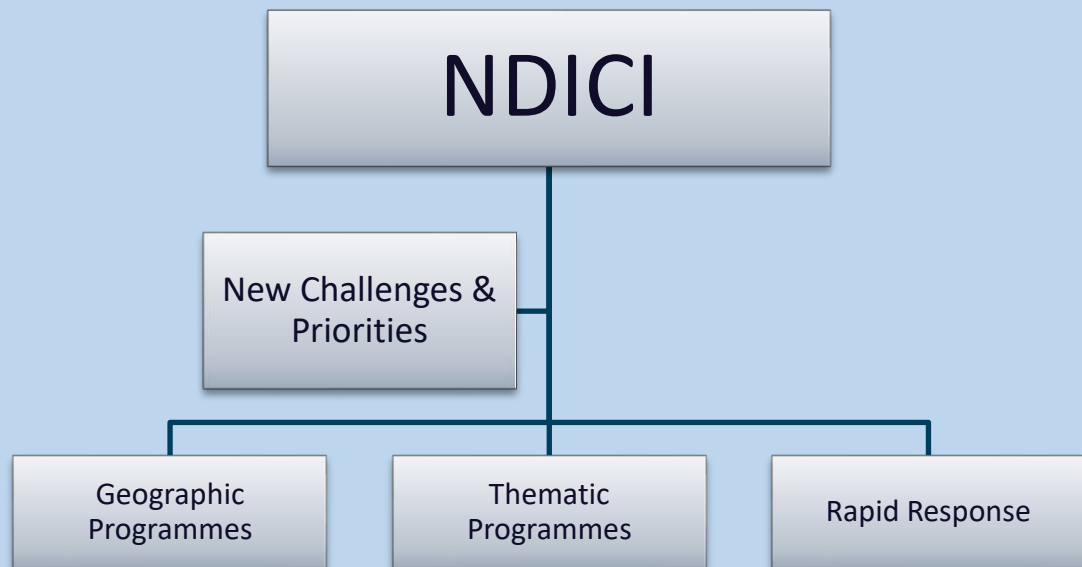 NDICI
New Challenges &
Priorities
Geographic
Programmes
Thematic
Programmes
Rapid Response